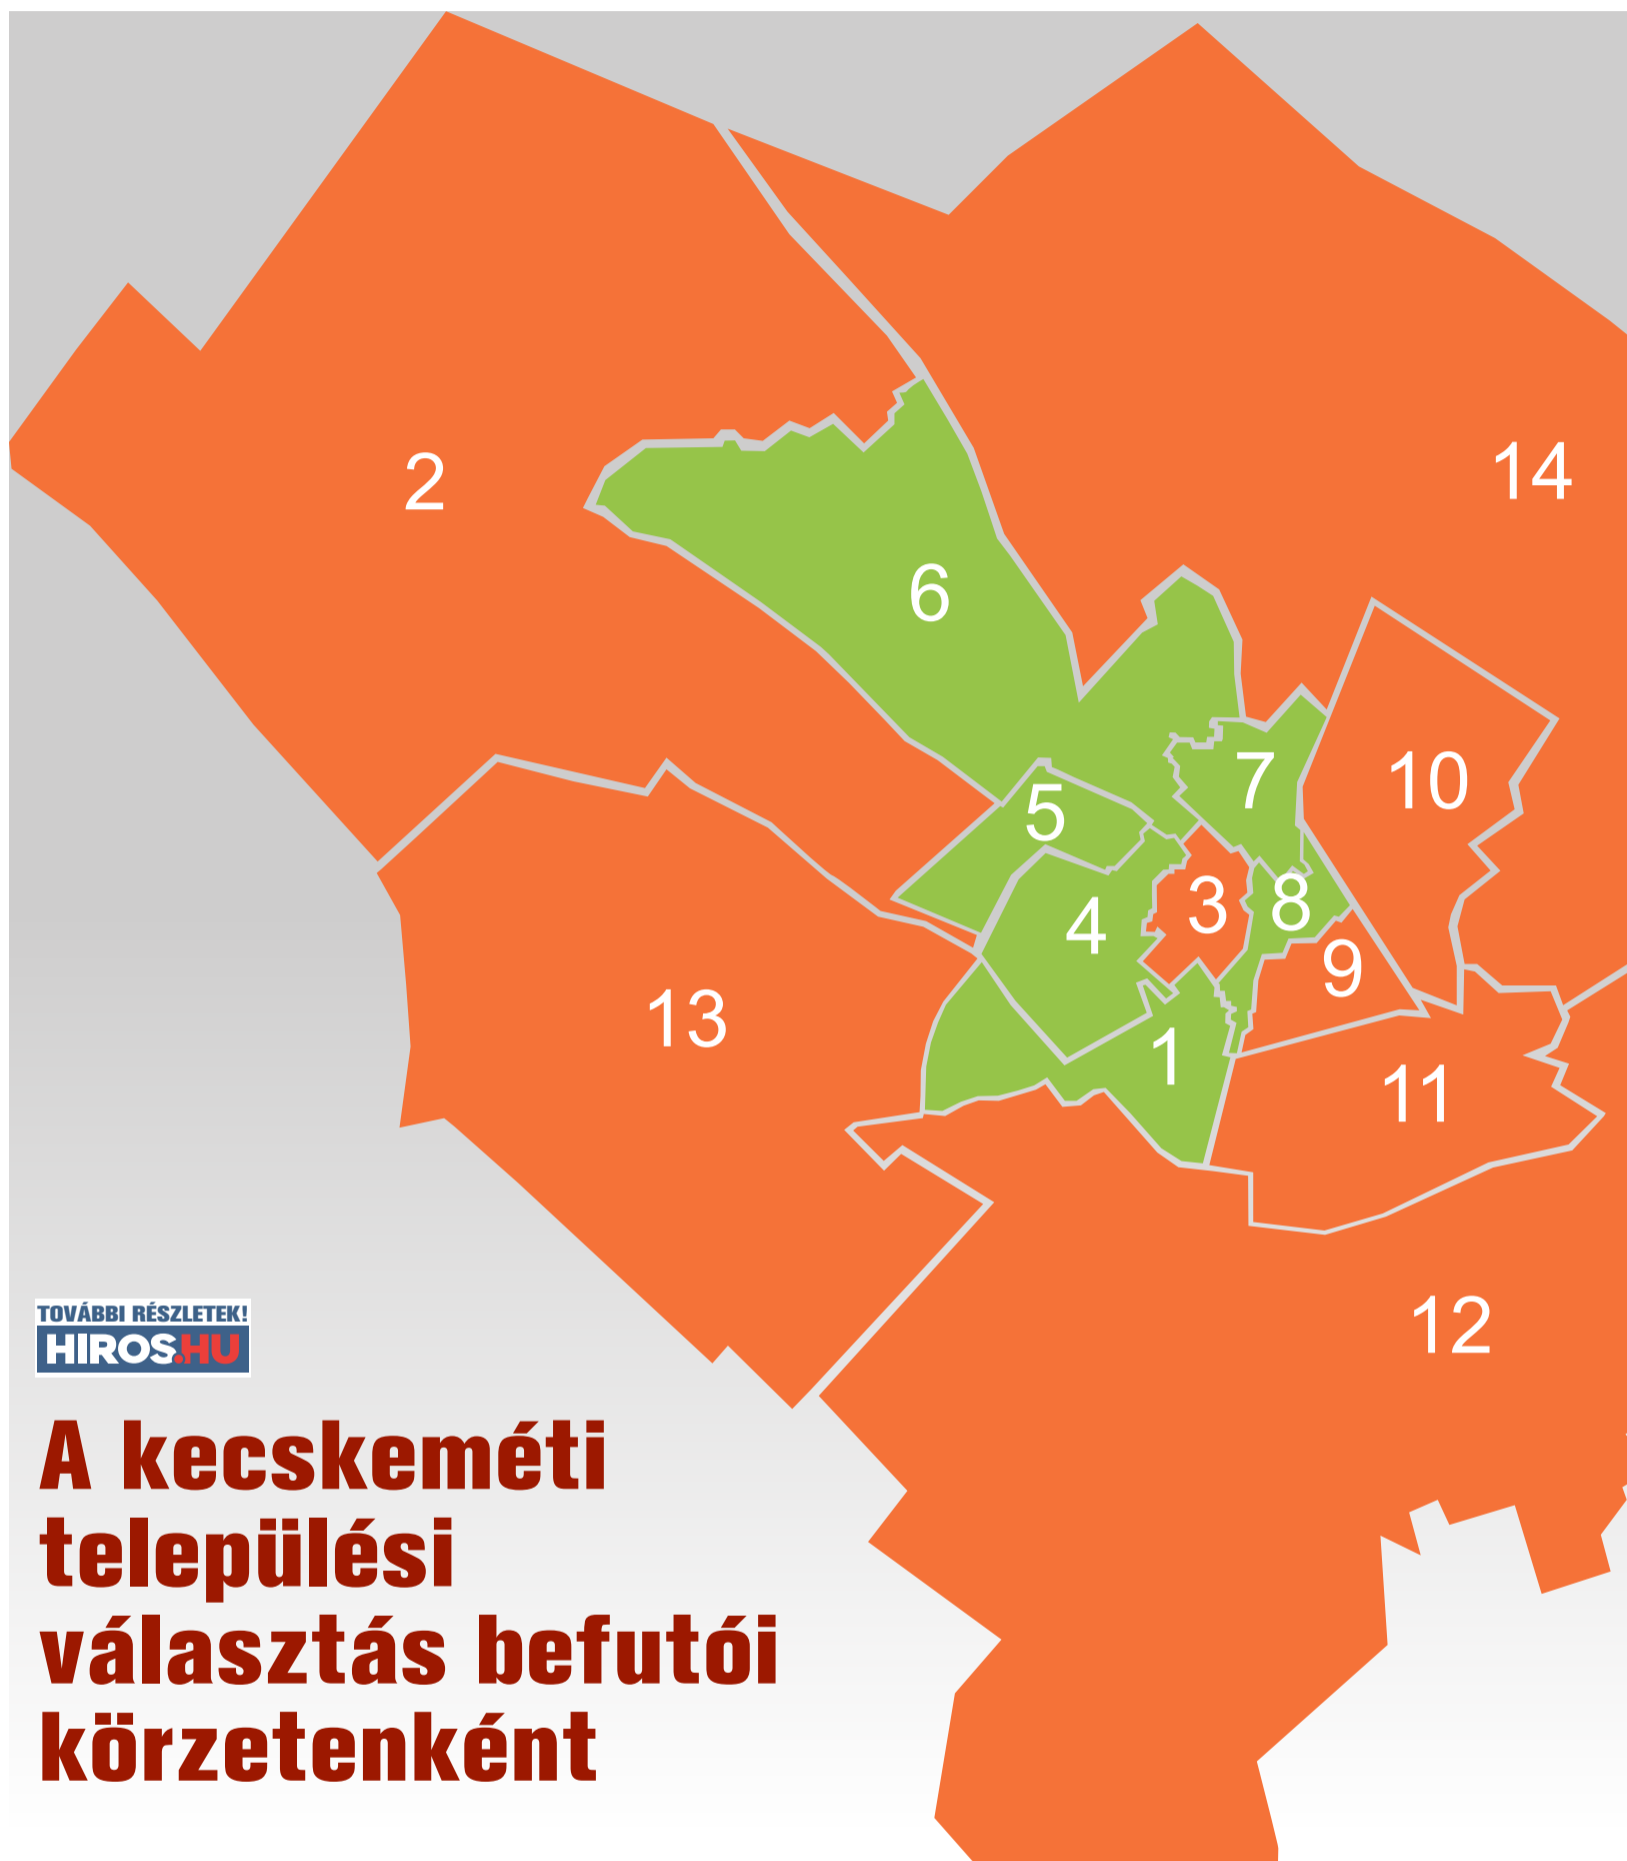 2
14
6
7
10
5
3
8
4
9
13
1
11
12
TOVÁBBI RÉSZLETEK!
HIROS.HU
A kecskeméti
települési
választás befutói
körzetenként